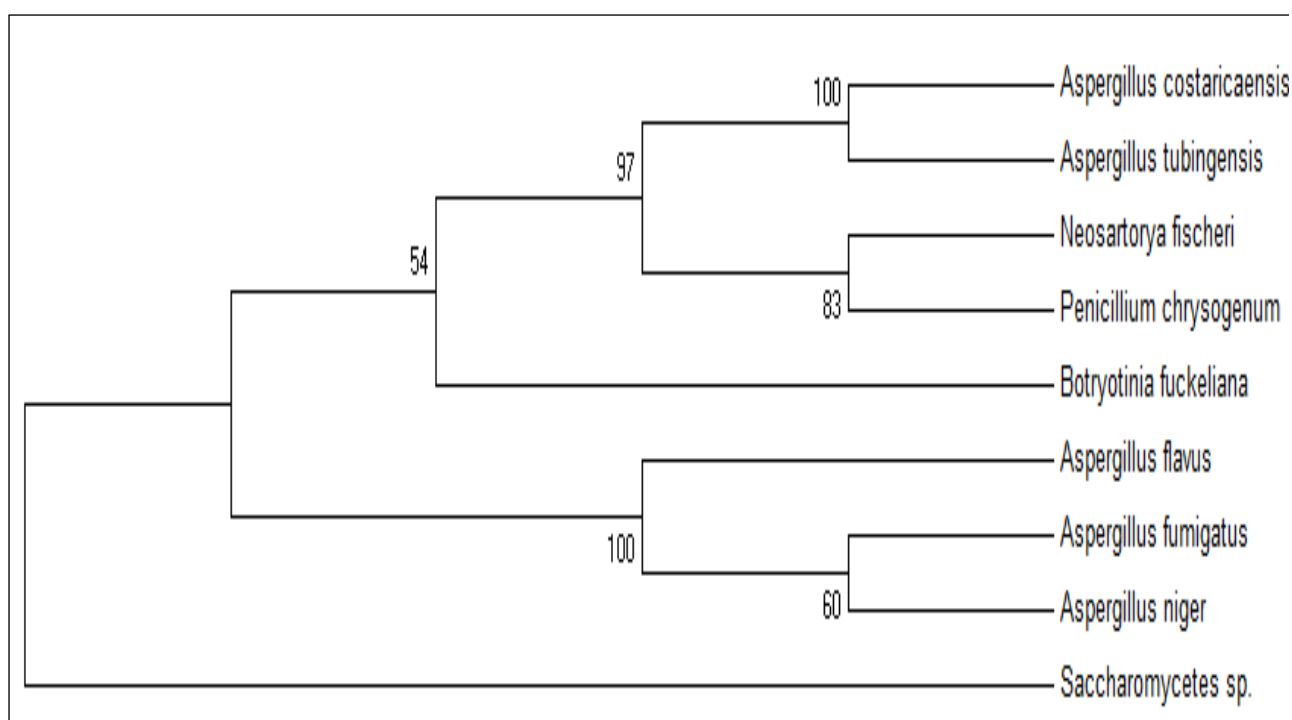 100
Aspergillus costaricaensis
97
Aspergillus tubingensis
54
Neosartorya fischeri
83
Penicillium chrysogenum
Botryotinia fuckeliana
Aspergillus flavus
100
Aspergillus fumigatus
60
Aspergillus niger
Saccharomycetes sp.